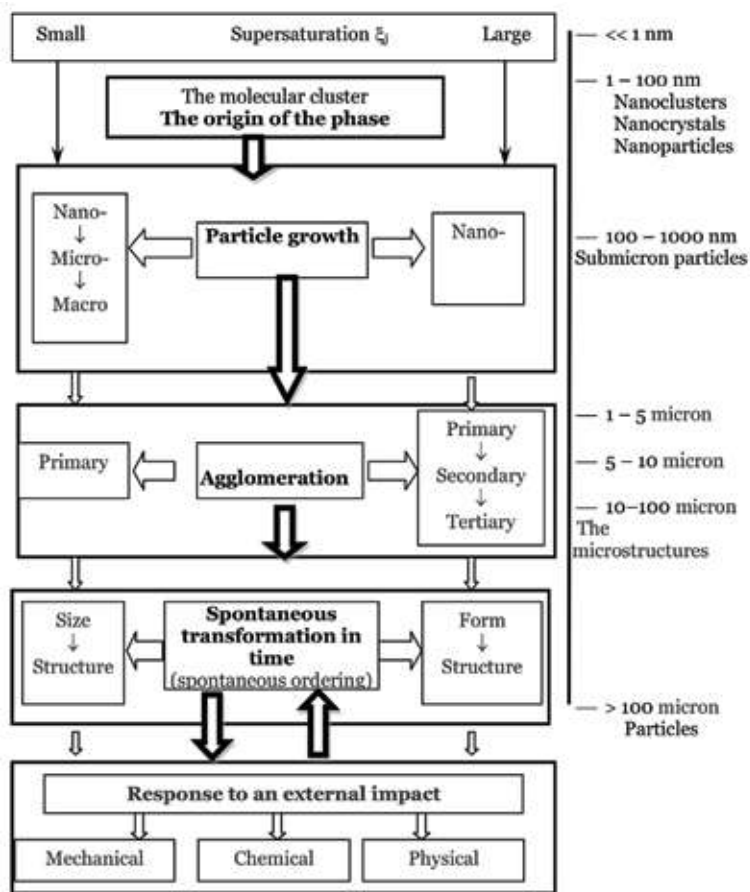 Small Supersaturation ξj Large
— << 1 nm
The molecular cluster
The origin of the phase
— 1 – 100 nm
Nanoclusters
Nanocrystals
Nanoparticles
Nano-
↓
Micro-
↓
Macro
Particle growth
Nano-
— 100 – 1000 nm
Submicron particles
Primary
Agglomeration
Primary
↓
Secondary
↓
Tertiary
— 1 – 5 micron
— 5 – 10 micron
— 10–100 micron
The
microstructures
Size
↓
Structure
Spontaneous
transformation in
time
(spontaneous ordering)
Form
↓
Structure
— > 100 micron
Particles
Response to an external impact
Mechanical
Chemical
Physical